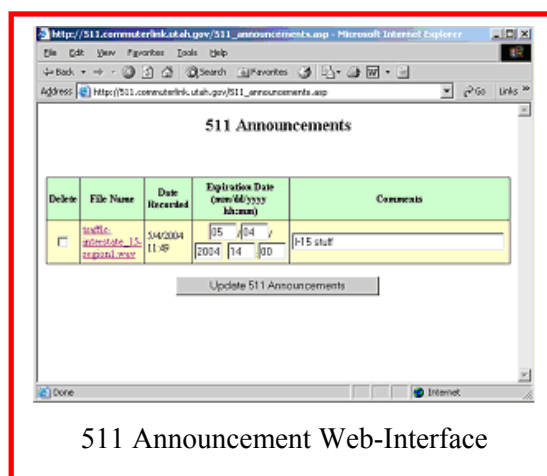 http://511.commuterlink.utah.gov/511_announcements.asp - Microsoft Internet Explorer
File Edit View Favorites Tools Help
Back Search Favorites
Address http://511.commuterlink.utah.gov/511_announcements.asp Go Links »
511 Announcements
Delete File Name Date Recorded Expiration Date (mm/dd/yyyy hh:mm) Comments
traffic-interstate_15-region1.wav 5/4/2004 11:49 05 / 04 / 2004 14 : 00 I-15 stuff
Update 511 Announcements
Done Internet
511 Announcement Web-Interface